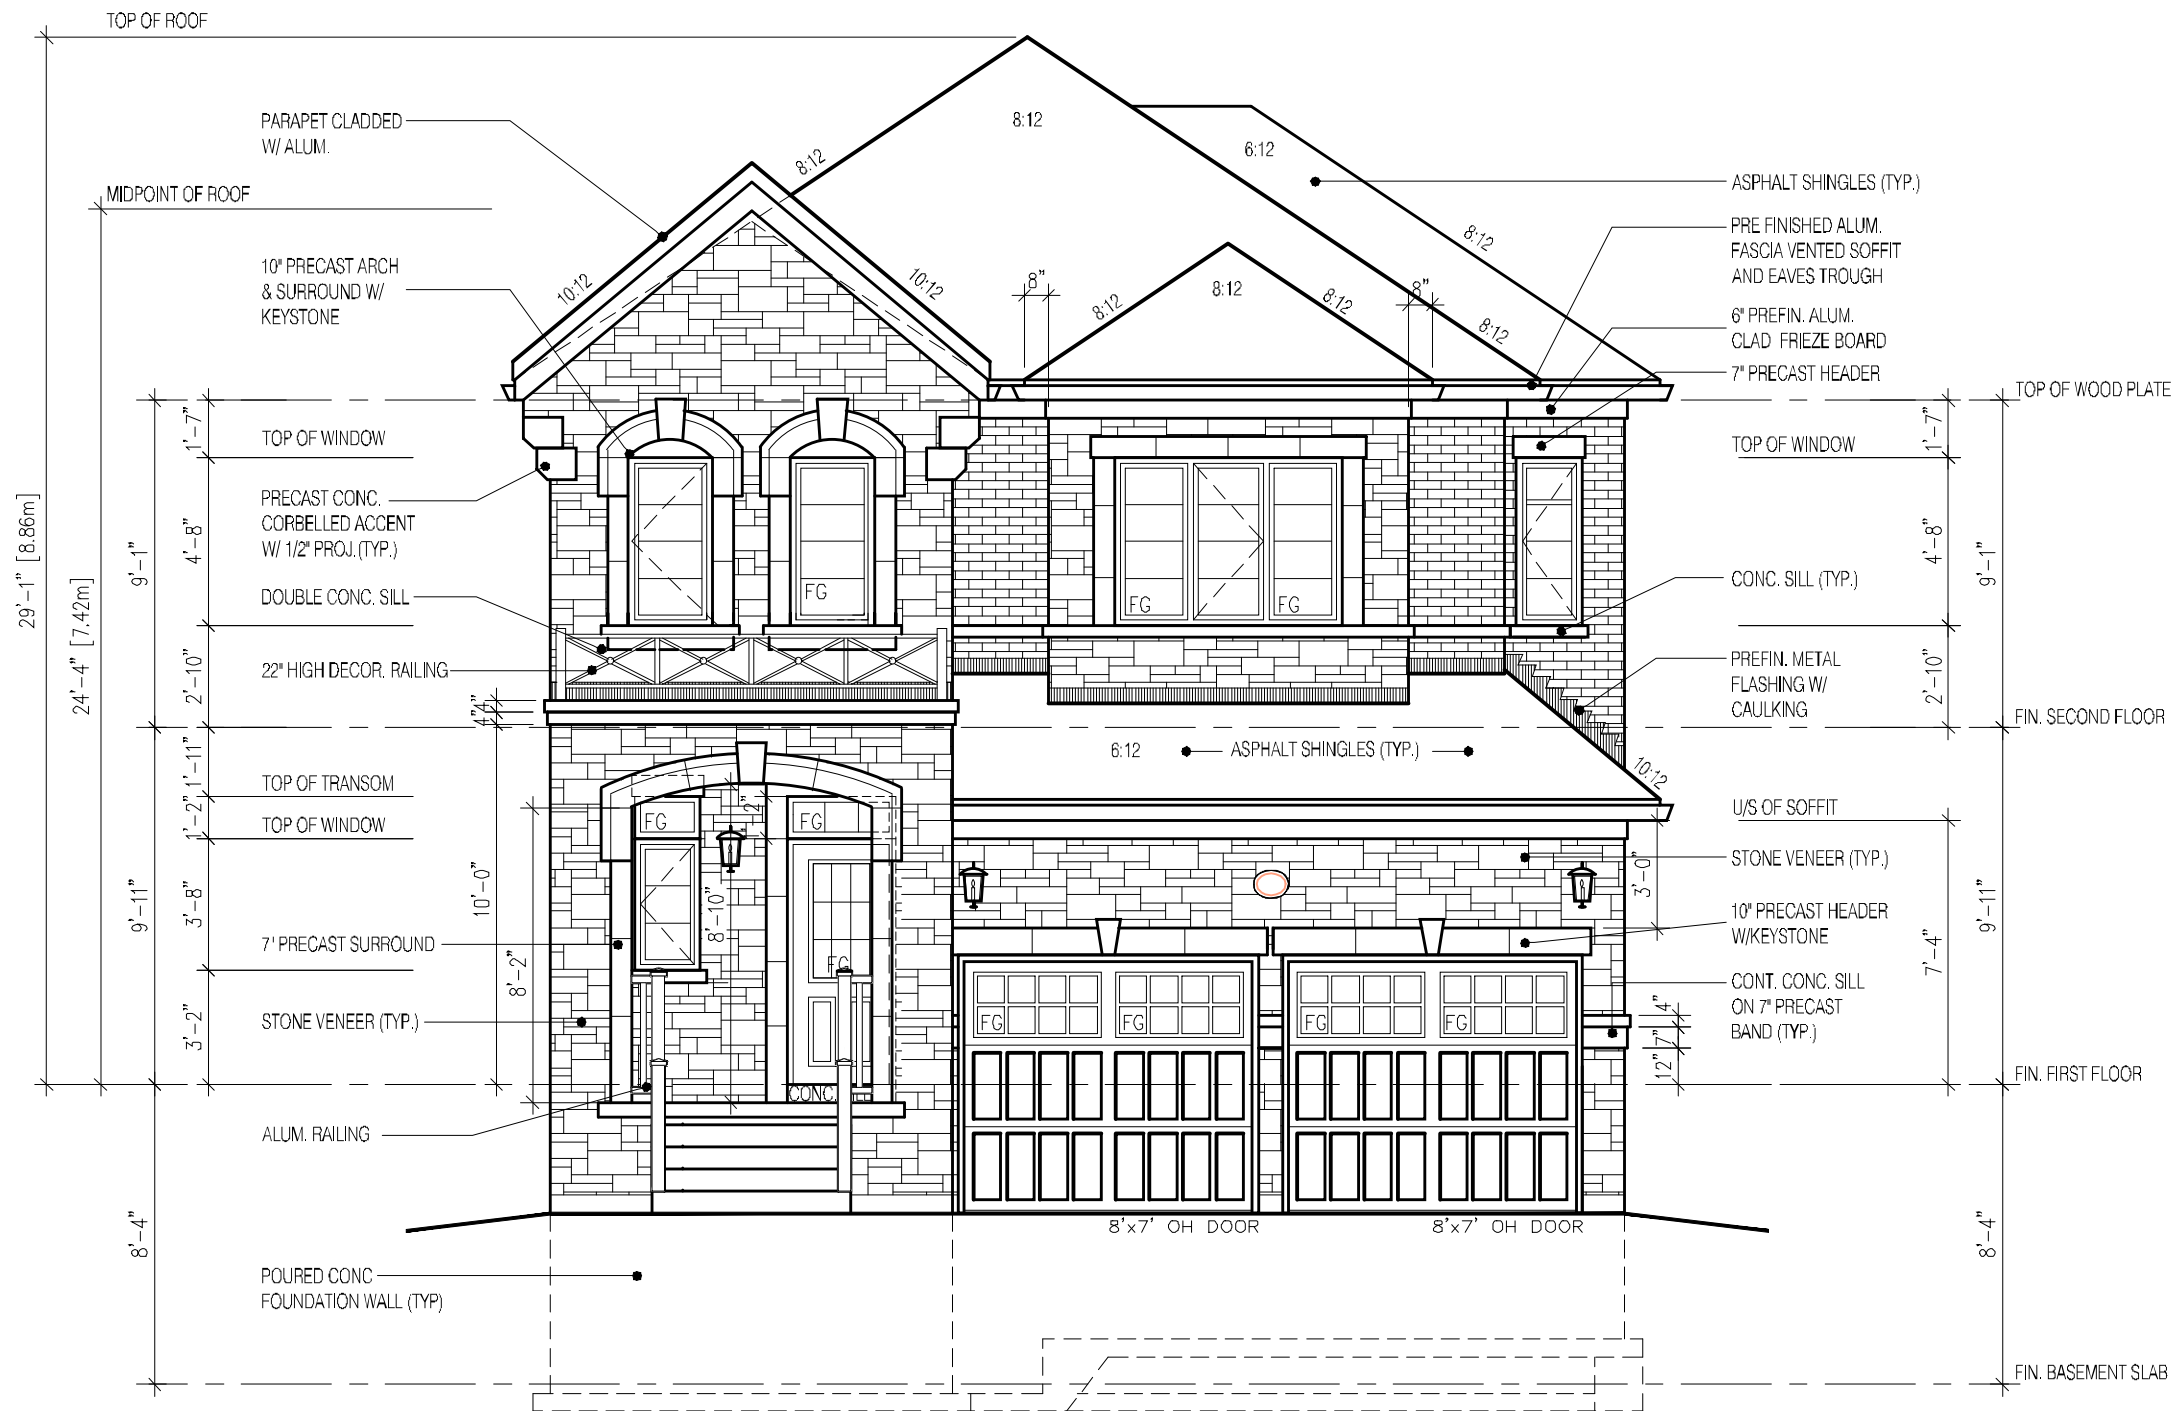 TOP OF ROOF
PARAPET CLADDED
W/ ALUM.
MIDPOINT OF ROOF
10" PRECAST ARCH
& SURROUND W/
KEYSTONE
TOP OF WINDOW
PRECAST CONC.
CORBELLED ACCENT
W/ 1/2" PROJ.(TYP.)
DOUBLE CONC. SILL
22" HIGH DECOR. RAILING
TOP OF TRANSOM
TOP OF WINDOW
7' PRECAST SURROUND
STONE VENEER (TYP.)
ALUM. RAILING
POURED CONC
FOUNDATION WALL (TYP)
29'-1" [8.86m]
24'-4" [7.42m]
9'-1"
9'-11"
8'-4"
1'-7"
4'-8"
2'-10"
1'-11"
1'-2"
3'-8"
3'-2"
4"
4"
10'-0"
8'-2"
8'-10"
8:12
8:12
6:12
8:12
10:12
10:12
8"
8:12
8:12
8:12
8"
8:12
FG
FG
FG
6:12
ASPHALT SHINGLES (TYP.)
10:12
FG
FG
FG
CONC.
FG
FG
FG
FG
8'x7' OH DOOR
8'x7' OH DOOR
ASPHALT SHINGLES (TYP.)
PRE FINISHED ALUM.
FASCIA VENTED SOFFIT
AND EAVES TROUGH
6" PREFIN. ALUM.
CLAD FRIEZE BOARD
7" PRECAST HEADER
TOP OF WOOD PLATE
TOP OF WINDOW
CONC. SILL (TYP.)
PREFIN. METAL
FLASHING W/
CAULKING
FIN. SECOND FLOOR
U/S OF SOFFIT
STONE VENEER (TYP.)
10" PRECAST HEADER
W/KEYSTONE
CONT. CONC. SILL
ON 7" PRECAST
BAND (TYP.)
FIN. FIRST FLOOR
FIN. BASEMENT SLAB
1'-7"
4'-8"
2'-10"
9'-1"
3'-0"
7'-4"
9'-11"
4"
7"
12"
8'-4"